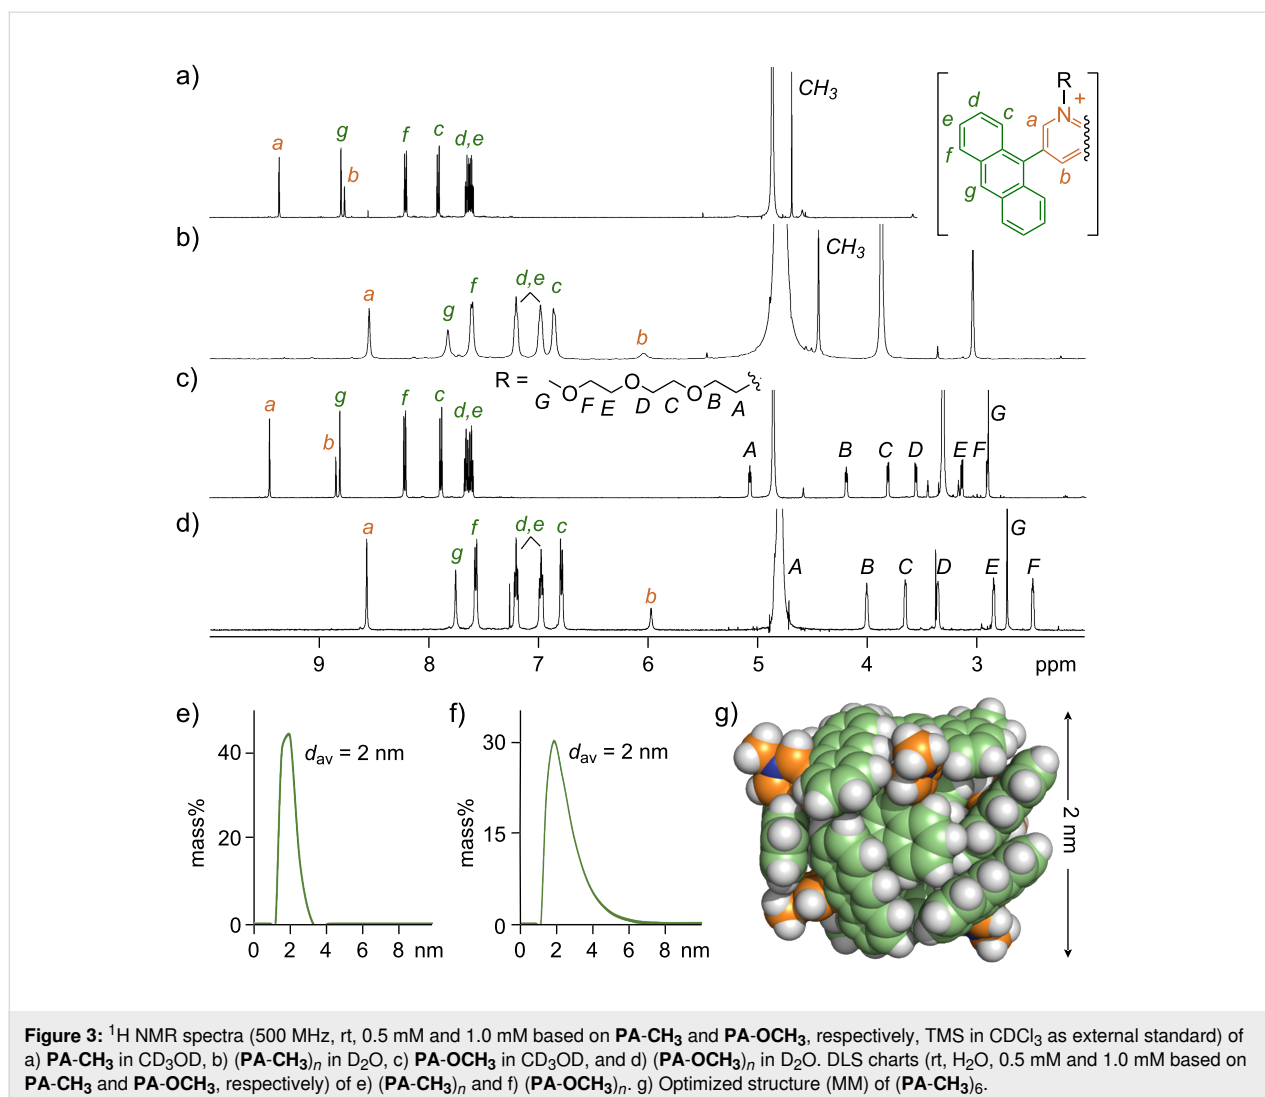 a)
a
g
b
f
c
d,e
CH3
R
N
+
d
c
e
a
f
g
b
b)
a
g
f
d,e
c
b
CH3
c)
R =
G O F E O D C O B A
a
b
g
f
c
d,e
A
B
C
D
E
F
G
d)
a
g
f
d,e
c
b
A
B
C
D
E
G
F
9 8 7 6 5 4 3 ppm
e)
mass%
40
20
0
dav = 2 nm
0 2 4 6 8 nm
f)
mass%
30
15
0
dav = 2 nm
0 2 4 6 8 nm
g)
2 nm
Figure 3: 1H NMR spectra (500 MHz, rt, 0.5 mM and 1.0 mM based on PA-CH3 and PA-OCH3, respectively, TMS in CDCl3 as external standard) of
a) PA-CH3 in CD3OD, b) (PA-CH3)n in D2O, c) PA-OCH3 in CD3OD, and d) (PA-OCH3)n in D2O. DLS charts (rt, H2O, 0.5 mM and 1.0 mM based on
PA-CH3 and PA-OCH3, respectively) of e) (PA-CH3)n and f) (PA-OCH3)n. g) Optimized structure (MM) of (PA-CH3)6.